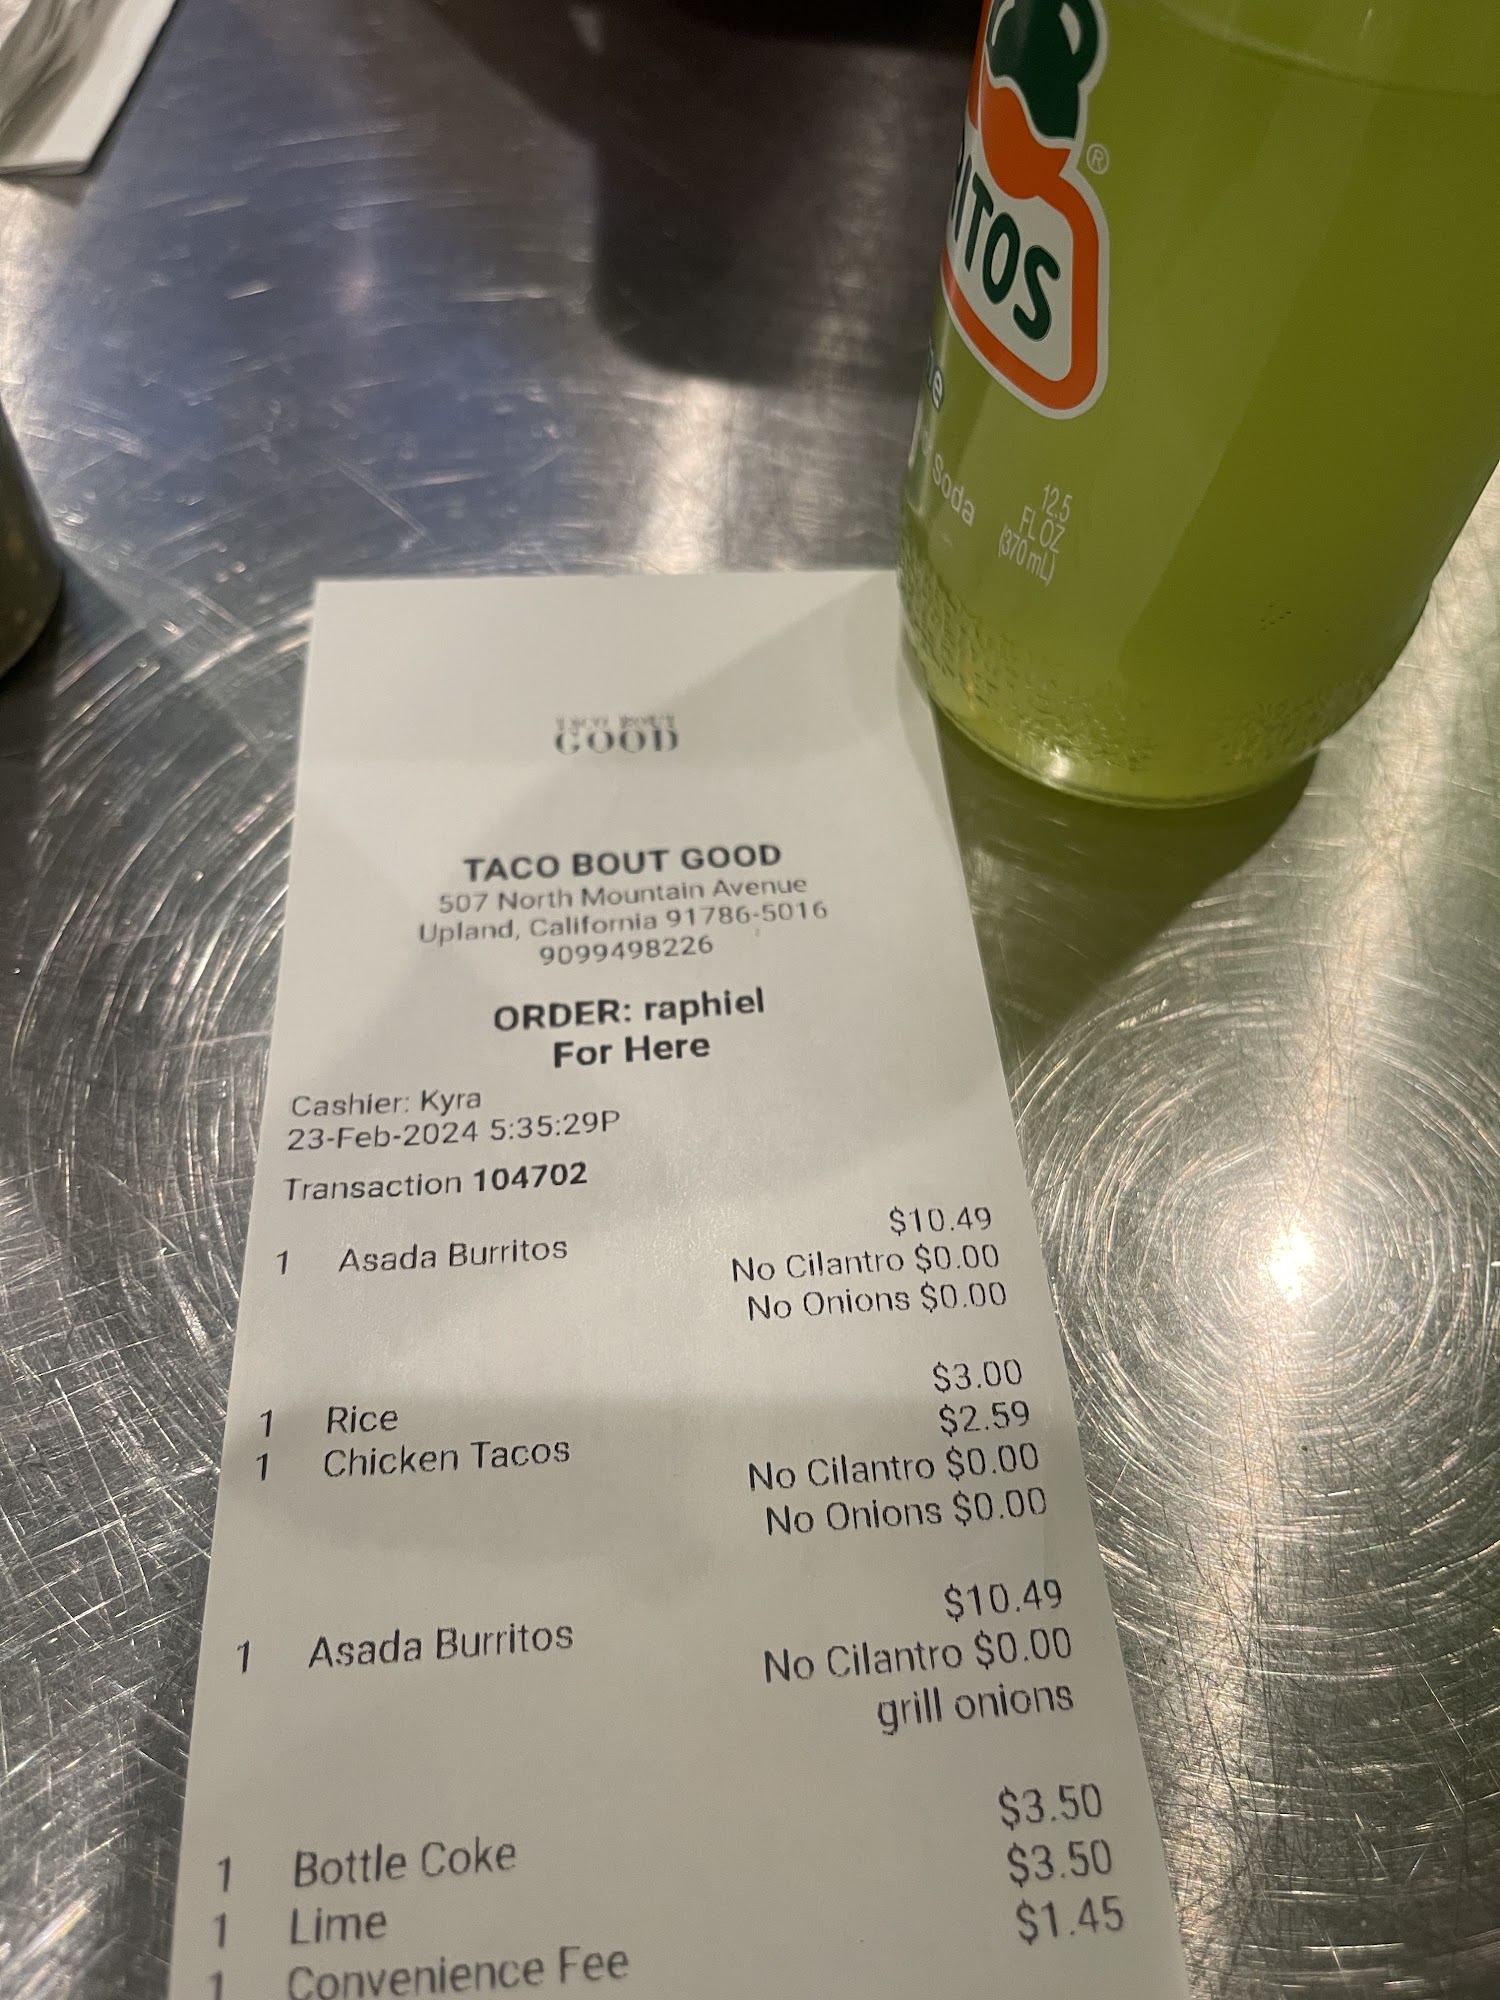 ITOS
®
Soda
12.5
FL OZ
(370 mL)
TACO BOUT
GOOD
TACO BOUT GOOD
507 North Mountain Avenue
Upland, California 91786-5016
9099498226
ORDER: raphiel
For Here
Cashier: Kyra
23-Feb-2024 5:35:29P
Transaction 104702
1 Asada Burritos $10.49
No Cilantro $0.00
No Onions $0.00
1 Rice $3.00
1 Chicken Tacos $2.59
No Cilantro $0.00
No Onions $0.00
1 Asada Burritos $10.49
No Cilantro $0.00
grill onions
1 Bottle Coke $3.50
1 Lime $3.50
1 Convenience Fee $1.45